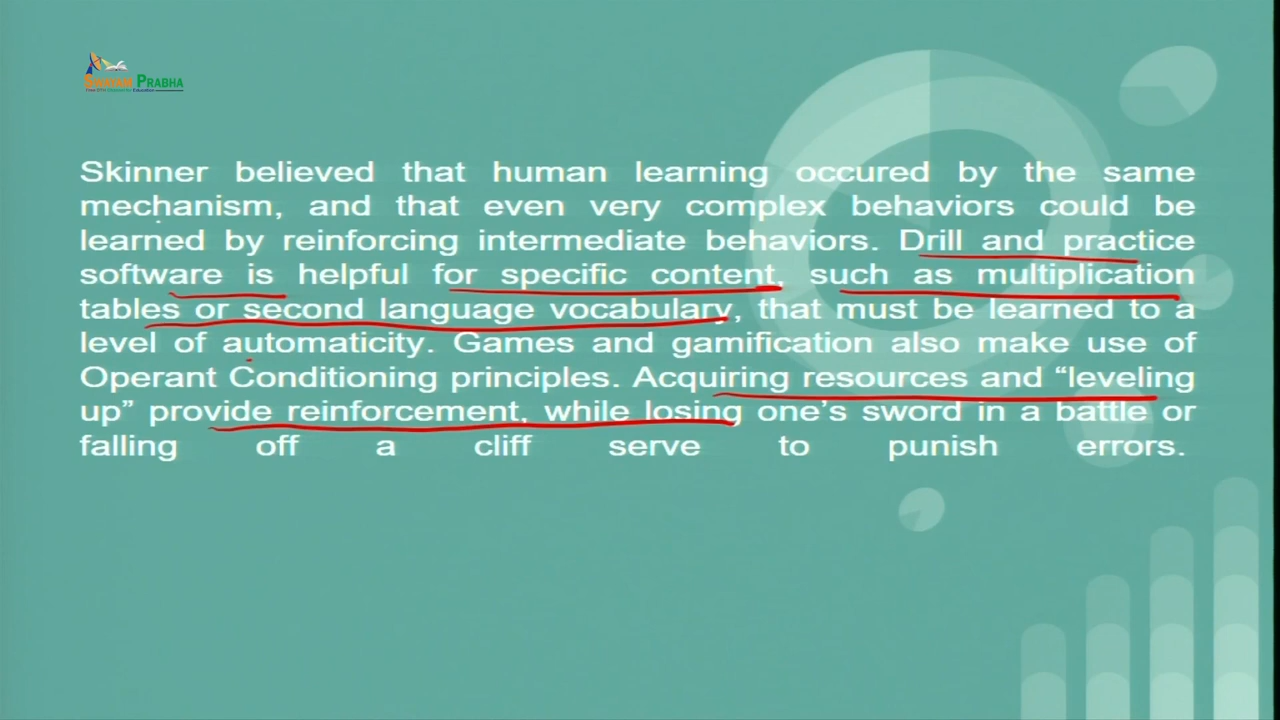 SWAYAM PRABHA
Skinner believed that human learning occured by the same
mechanism, and that even very complex behaviors could be
learned by reinforcing intermediate behaviors. Drill and practice
software is helpful for specific content, such as multiplication
tables or second language vocabulary, that must be learned to a
level of automaticity. Games and gamification also make use of
Operant Conditioning principles. Acquiring resources and “leveling
up” provide reinforcement, while losing one’s sword in a battle or
falling off a cliff serve to punish errors.